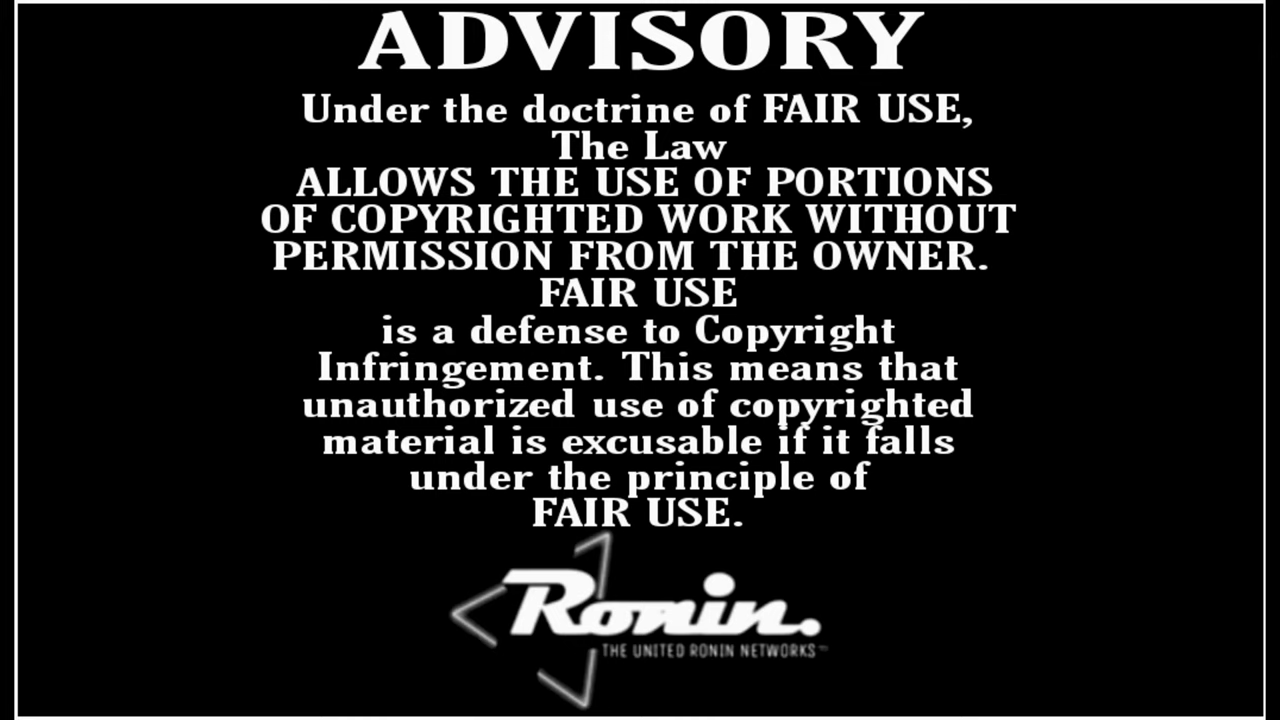 ADVISORY
Under the doctrine of FAIR USE,
The Law
ALLOWS THE USE OF PORTIONS
OF COPYRIGHTED WORK WITHOUT
PERMISSION FROM THE OWNER.
FAIR USE
is a defense to Copyright
Infringement. This means that
unauthorized use of copyrighted
material is excusable if it falls
under the principle of
FAIR USE.
Ronin.
THE UNITED RONIN NETWORKS™